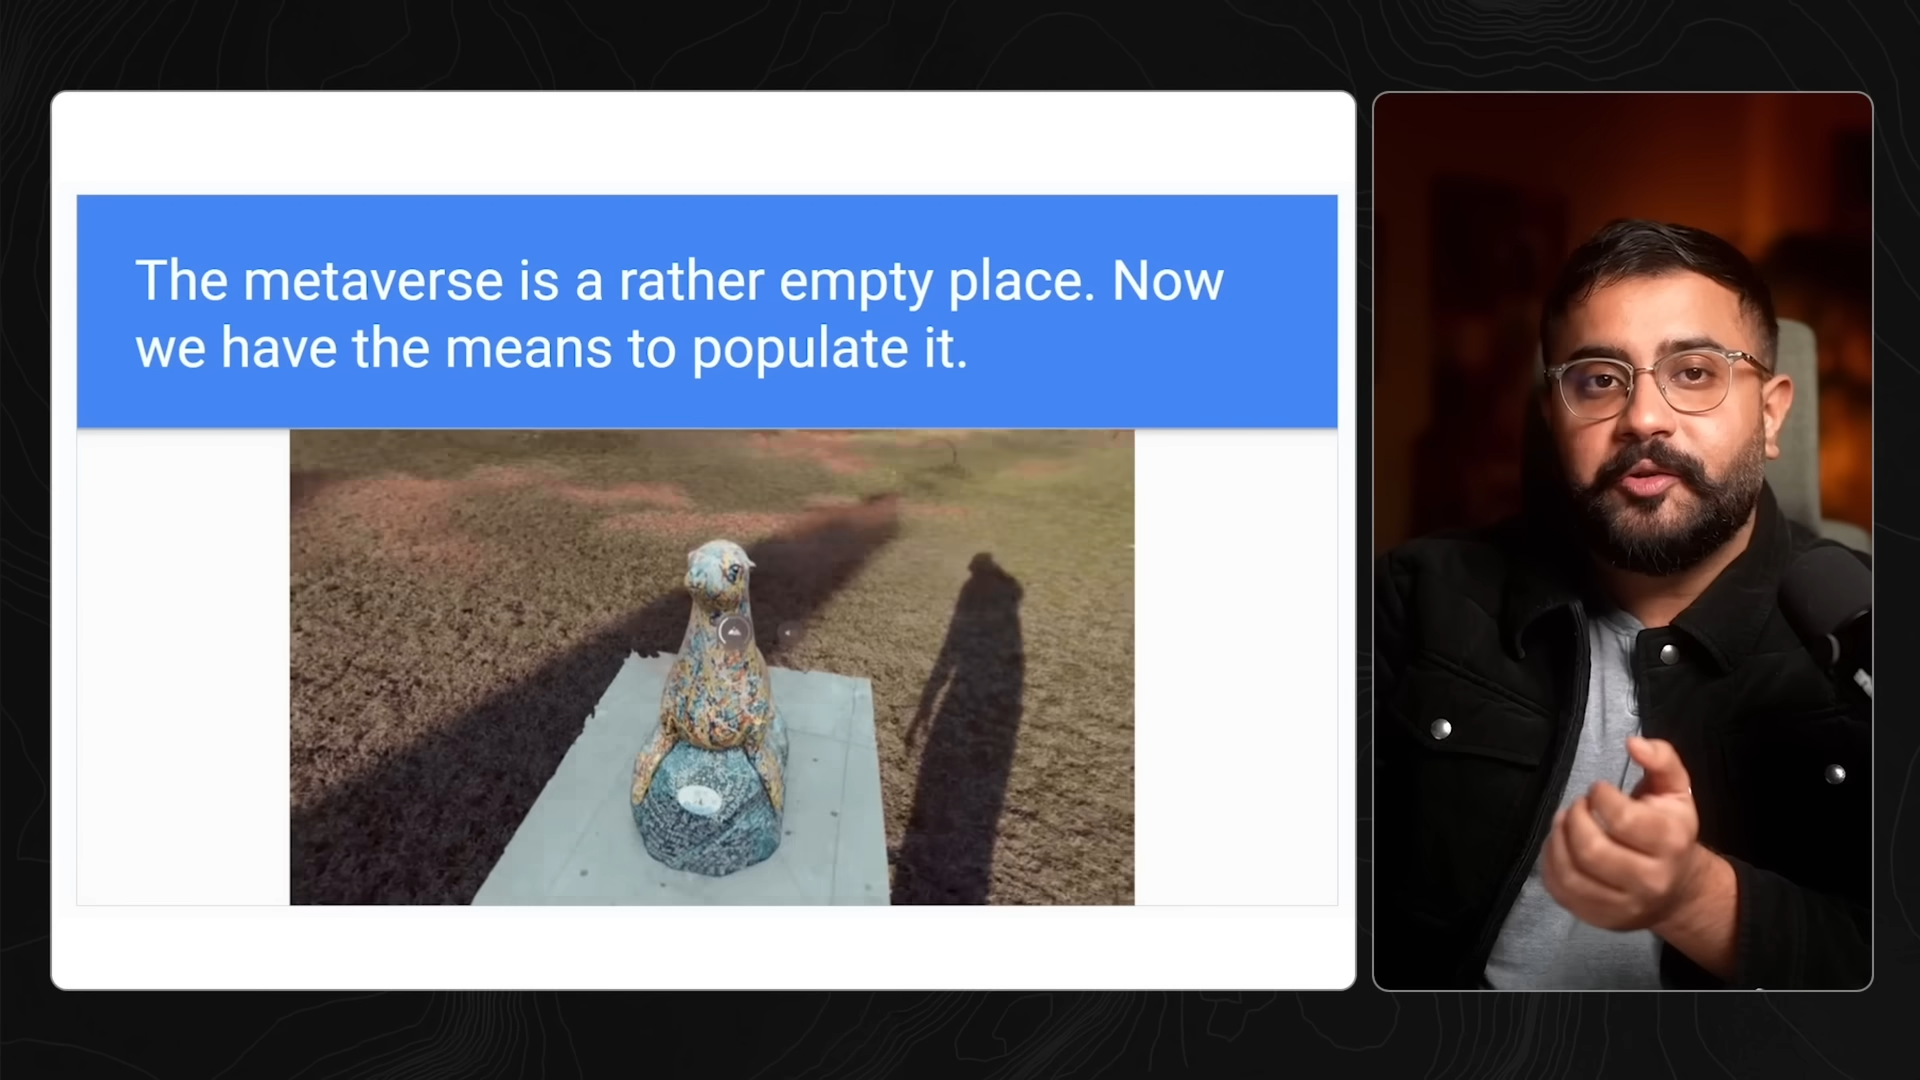 The metaverse is a rather empty place. Now
we have the means to populate it.